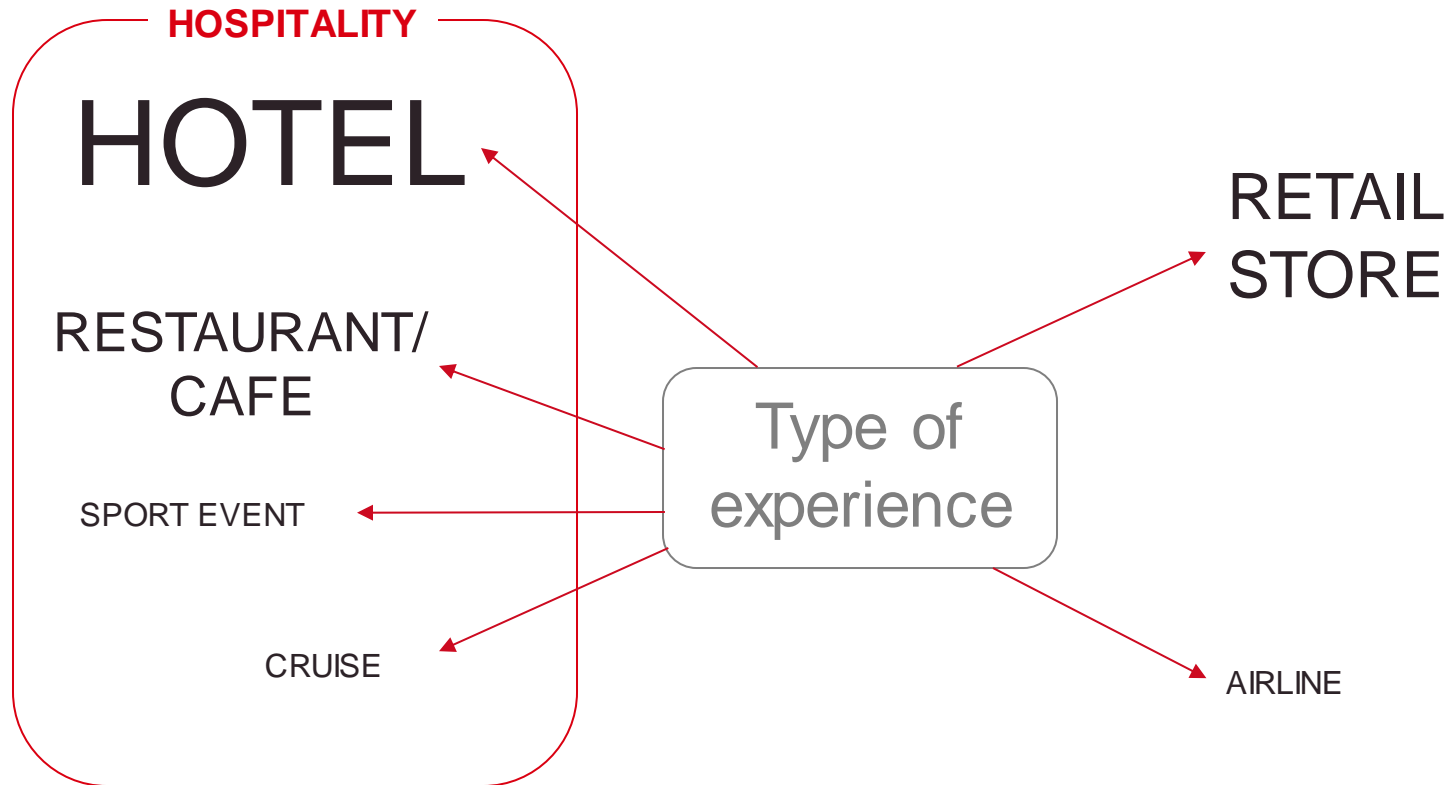 HOSPITALITY
HOTEL
RESTAURANT/
CAFE
SPORT EVENT
CRUISE
Type of
experience
RETAIL
STORE
AIRLINE